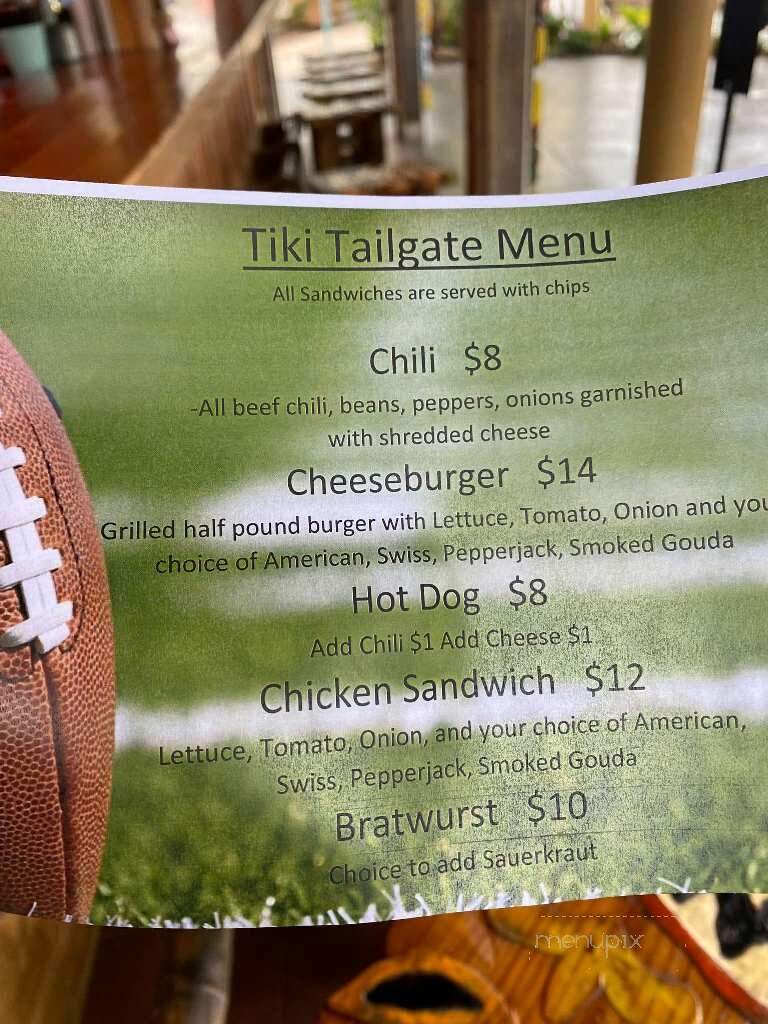 Tiki Tailgate Menu
All Sandwiches are served with chips
Chili $8
-All beef chili, beans, peppers, onions garnished
with shredded cheese
Cheeseburger $14
Grilled half pound burger with Lettuce, Tomato, Onion and you
choice of American, Swiss, Pepperjack, Smoked Gouda
Hot Dog $8
Add Chili $1 Add Cheese $1
Chicken Sandwich $12
Lettuce, Tomato, Onion, and your choice of American,
Swiss, Pepperjack, Smoked Gouda
Bratwurst $10
Choice to add Sauerkraut
menupix